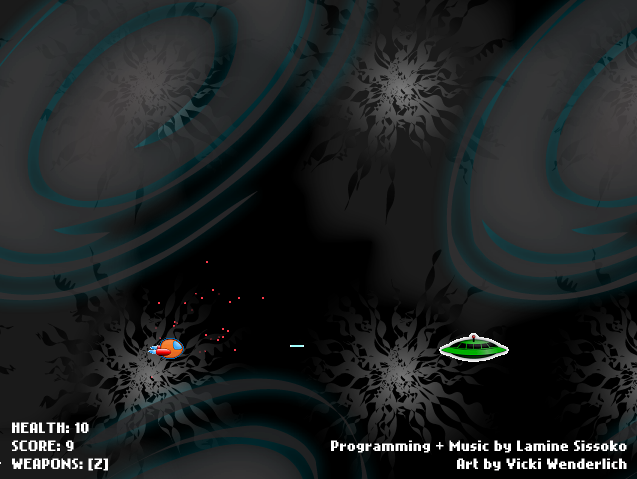 HEALTH: 10
SCORE: 9
WEAPONS: [Z]
Programming + Music by Lamine Sissoko
Art by Vicki Wenderlich